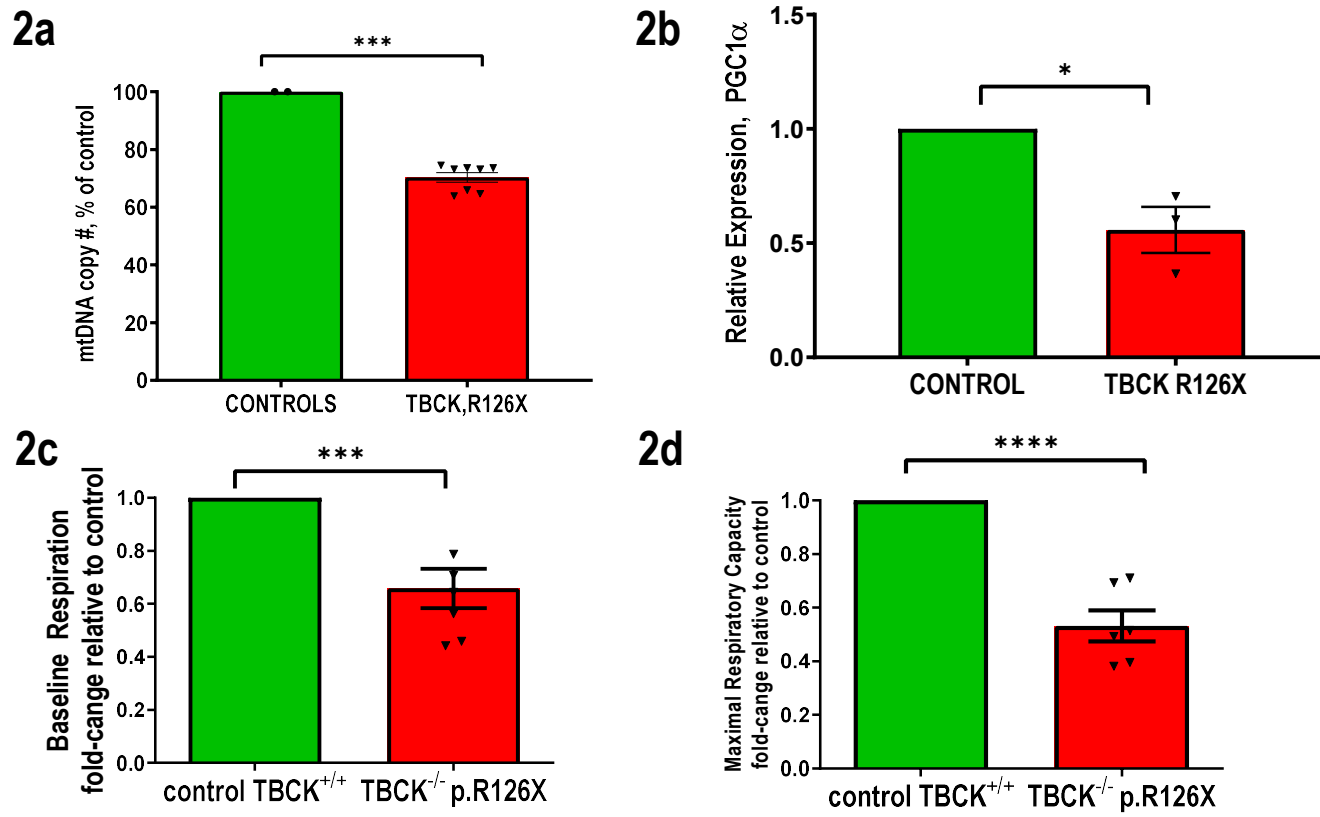 2a
***
mtDNA copy #, % of control
100
80
60
40
20
0
CONTROLS TBCK,R126X
2b
*
Relative Expression, PGC1α
1.5
1.0
0.5
0.0
CONTROL TBCK R126X
2c
***
Baseline Respiration
fold-cange relative to control
1.0
0.8
0.6
0.4
0.2
0.0
control TBCK+/+ TBCK-/- p.R126X
2d
****
Maximal Respiratory Capacity
fold-cange relative to control
1.0
0.8
0.6
0.4
0.2
0.0
control TBCK+/+ TBCK-/- p.R126X